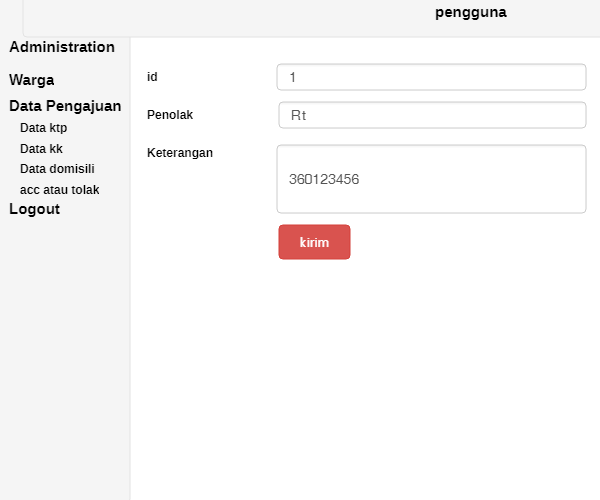 pengguna
Administration
Warga
Data Pengajuan
Data ktp
Data kk
Data domisili
acc atau tolak
Logout
id
1
Penolak
Rt
Keterangan
360123456
kirim